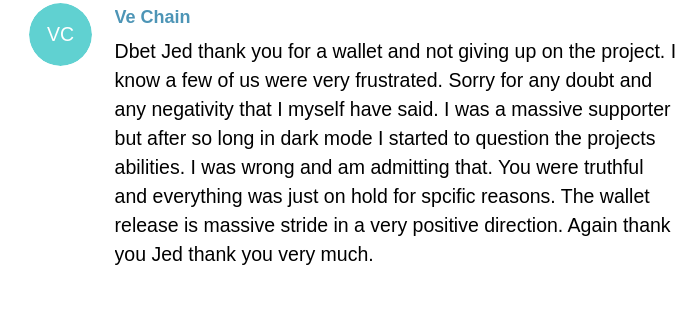 VC
Ve Chain
Dbet Jed thank you for a wallet and not giving up on the project. I
know a few of us were very frustrated. Sorry for any doubt and
any negativity that I myself have said. I was a massive supporter
but after so long in dark mode I started to question the projects
abilities. I was wrong and am admitting that. You were truthful
and everything was just on hold for spcific reasons. The wallet
release is massive stride in a very positive direction. Again thank
you Jed thank you very much.